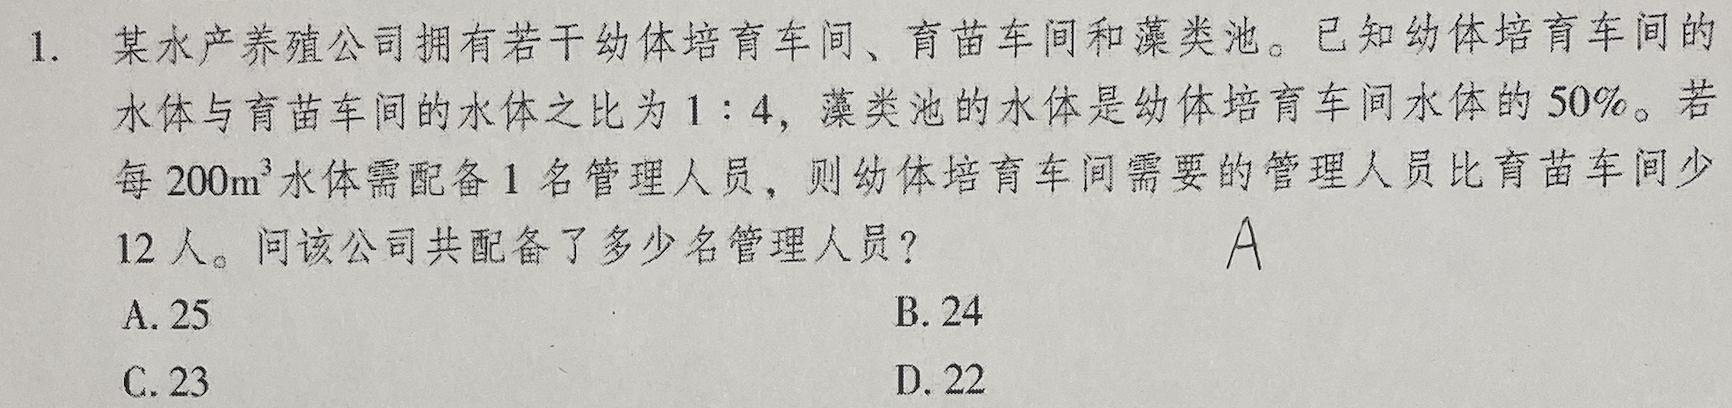 1. 某水产养殖公司拥有若干幼体培育车间、育苗车间和藻类池。已知幼体培育车间的
水体与育苗车间的水体之比为 1：4，藻类池的水体是幼体培育车间水体的 50%。若
每 200m³水体需配备 1 名管理人员，则幼体培育车间需要的管理人员比育苗车间少
12 人。问该公司共配备了多少名管理人员？
A
A. 25 B. 24
C. 23 D. 22